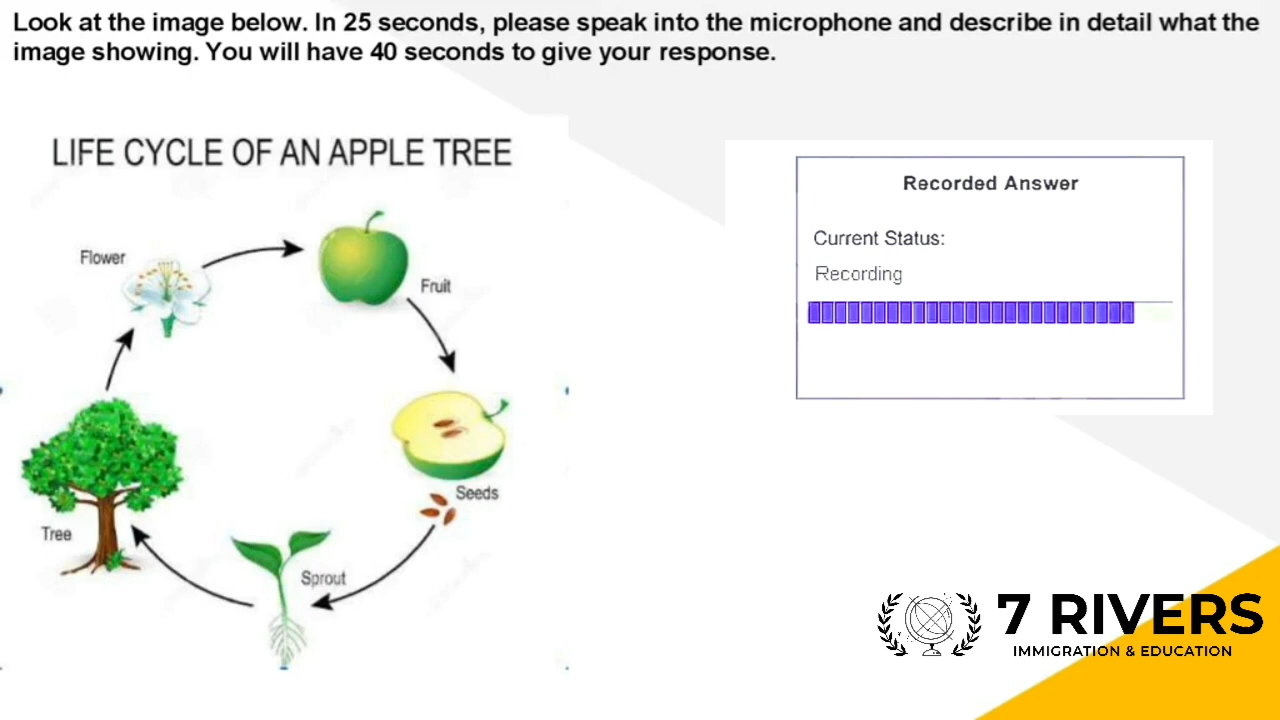 Look at the image below. In 25 seconds, please speak into the microphone and describe in detail what the
image showing. You will have 40 seconds to give your response.
LIFE CYCLE OF AN APPLE TREE
Flower
Fruit
Seeds
Sprout
Tree
Recorded Answer
Current Status:
Recording
7 RIVERS
IMMIGRATION & EDUCATION